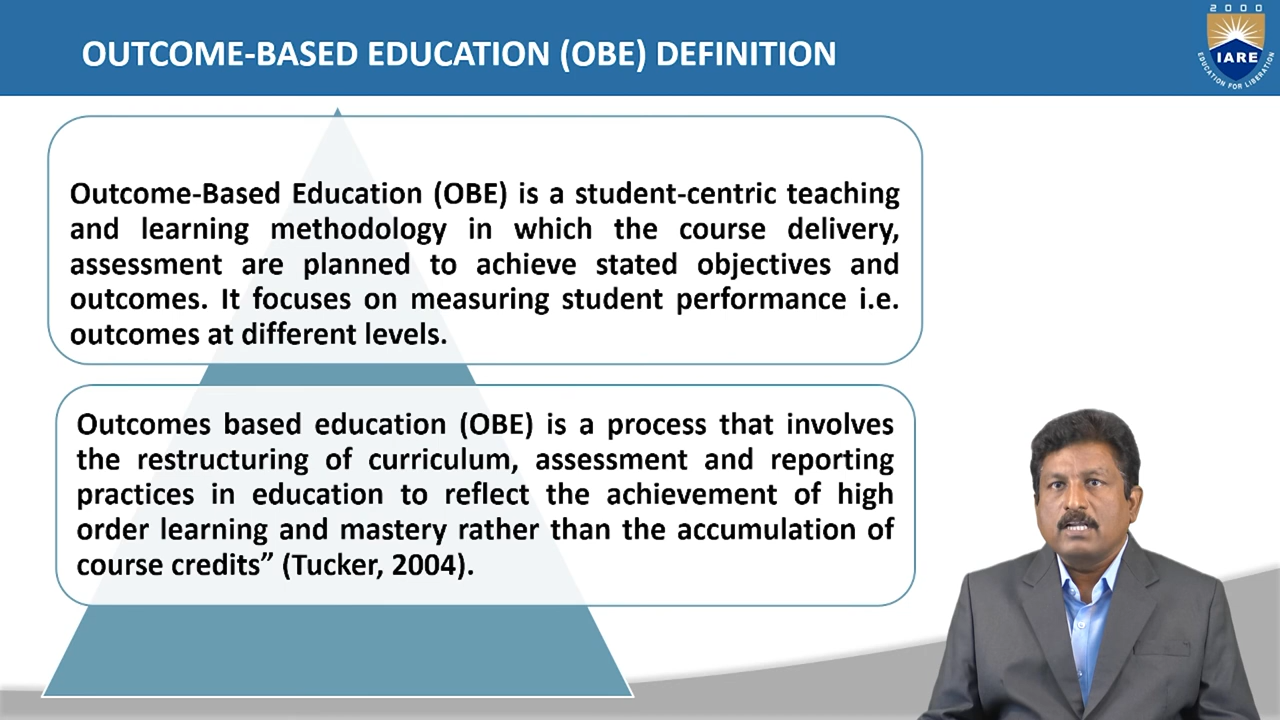 OUTCOME-BASED EDUCATION (OBE) DEFINITION
2000
IARE
EDUCATION FOR LIBERATION
Outcome-Based Education (OBE) is a student-centric teaching
and learning methodology in which the course delivery,
assessment are planned to achieve stated objectives and
outcomes. It focuses on measuring student performance i.e.
outcomes at different levels.
Outcomes based education (OBE) is a process that involves
the restructuring of curriculum, assessment and reporting
practices in education to reflect the achievement of high
order learning and mastery rather than the accumulation of
course credits” (Tucker, 2004).